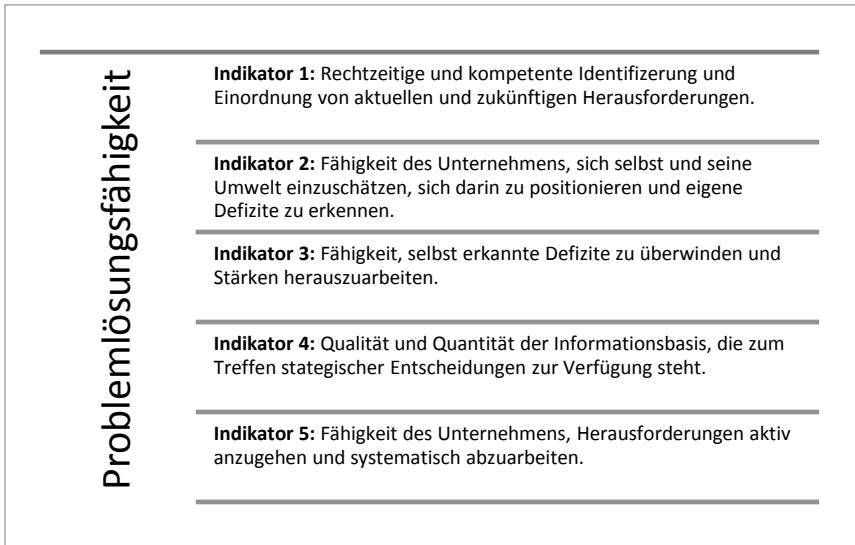 Problemlösungsfähigkeit
Indikator 1: Rechtzeitige und kompetente Identifizerung und
Einordnung von aktuellen und zukünftigen Herausforderungen.
Indikator 2: Fähigkeit des Unternehmens, sich selbst und seine
Umwelt einzuschätzen, sich darin zu positionieren und eigene
Defizite zu erkennen.
Indikator 3: Fähigkeit, selbst erkannte Defizite zu überwinden und
Stärken herauszuarbeiten.
Indikator 4: Qualität und Quantität der Informationsbasis, die zum
Treffen stategischer Entscheidungen zur Verfügung steht.
Indikator 5: Fähigkeit des Unternehmens, Herausforderungen aktiv
anzugehen und systematisch abzuarbeiten.